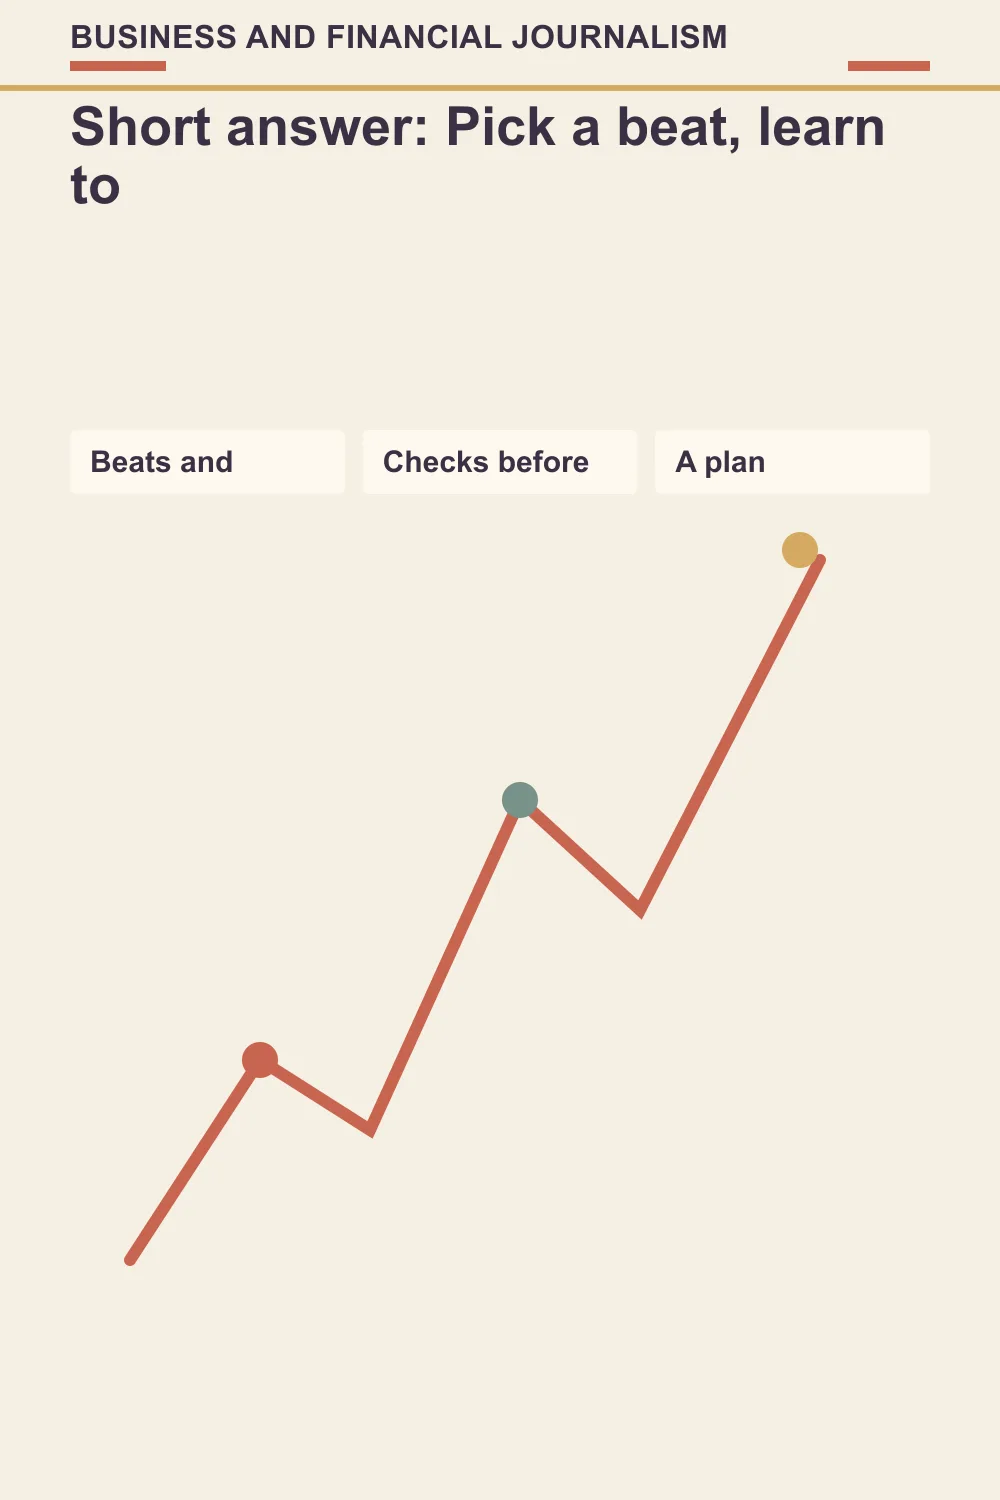 BUSINESS AND FINANCIAL JOURNALISM
Short answer: Pick a beat, learn
to
Beats and
Checks before
A plan